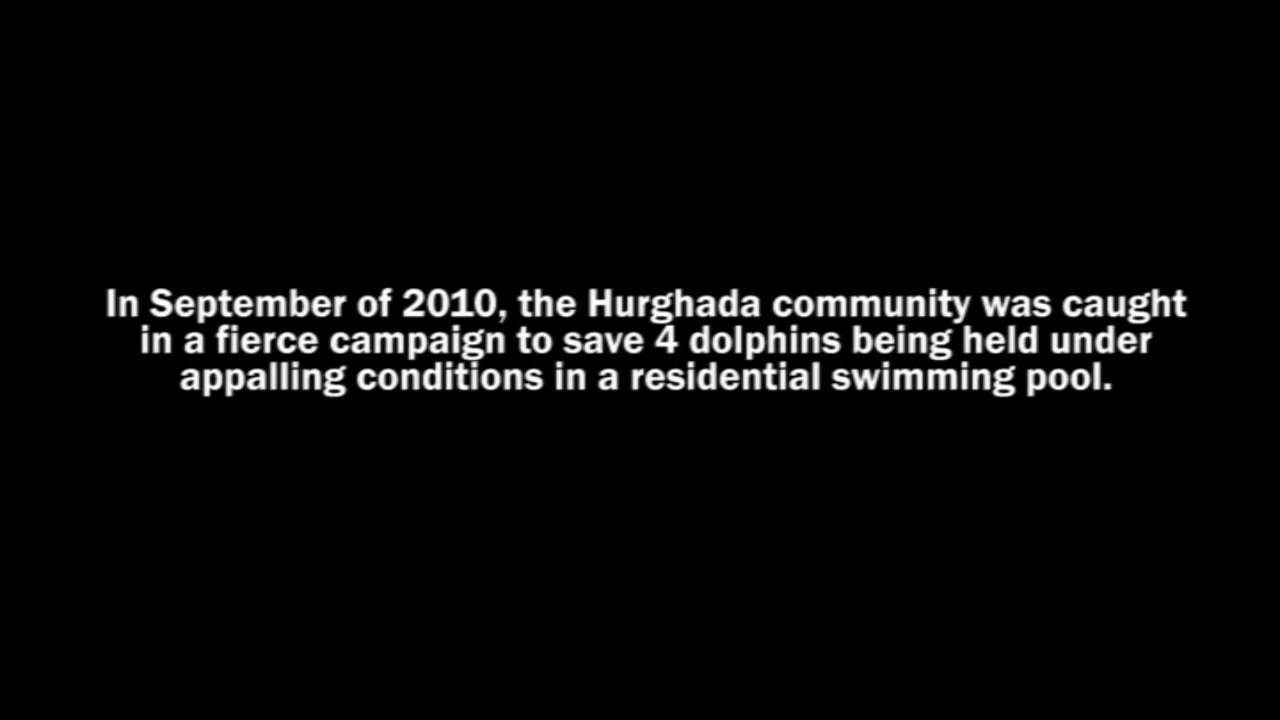 In September of 2010, the Hurghada community was caught
in a fierce campaign to save 4 dolphins being held under
appalling conditions in a residential swimming pool.